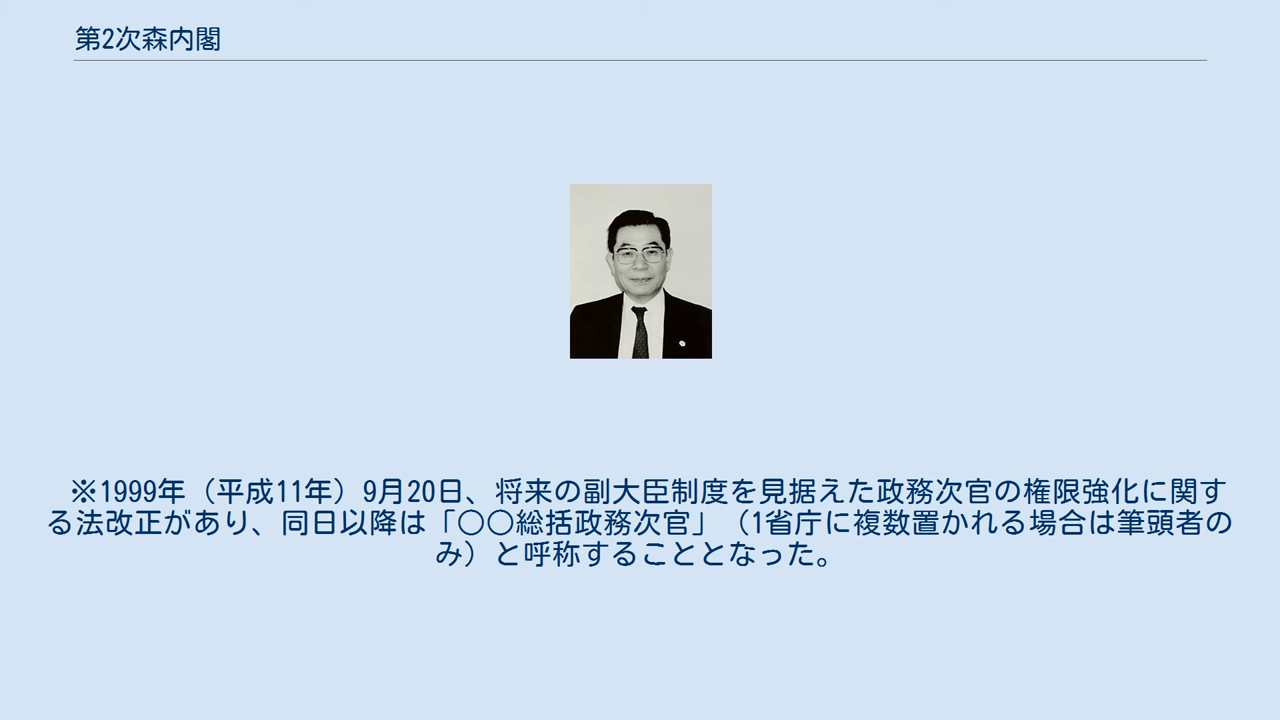 第2次森内閣
※1999年（平成11年）9月20日、将来の副大臣制度を見据えた政務次官の権限強化に関す
る法改正があり、同日以降は「〇〇総括政務次官」（1省庁に複数置かれる場合は筆頭者の
み）と呼称することとなった。